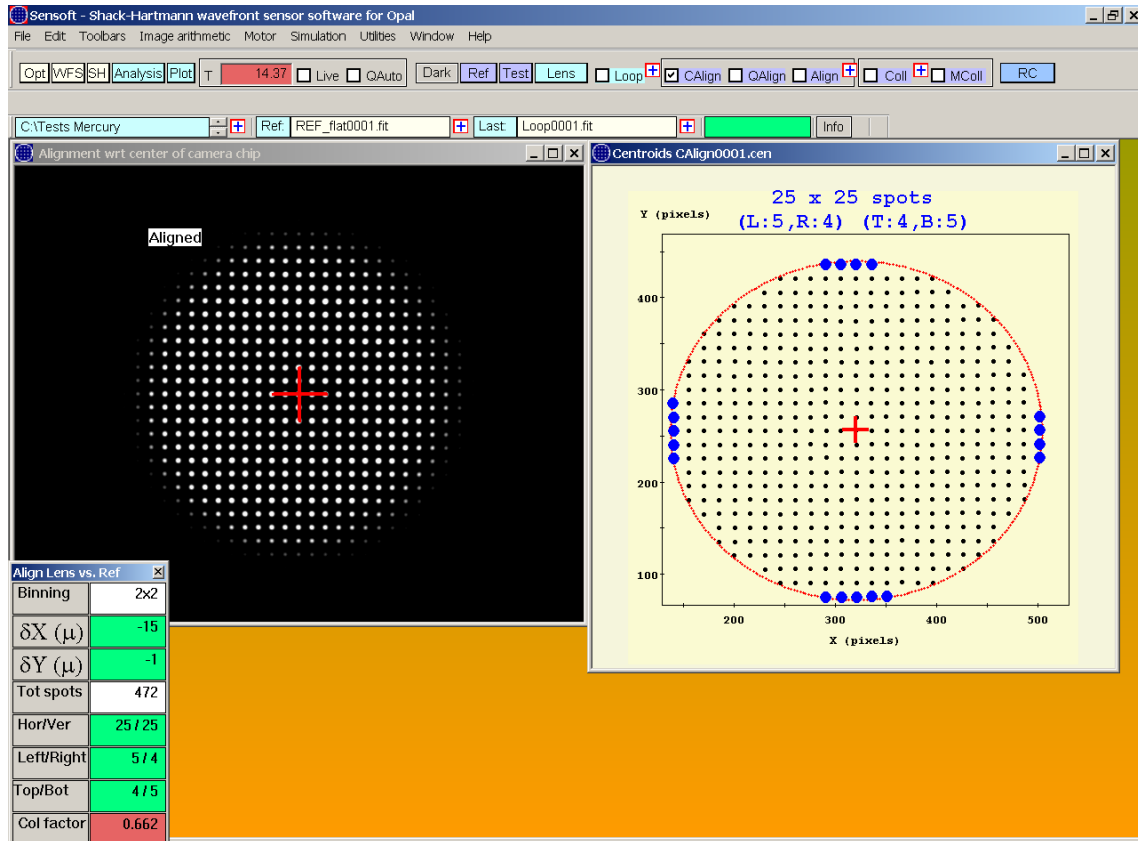 Sensoft - Shack-Hartmann wavefront sensor software for Opal
File Edit Toolbars Image arithmetic Motor Simulation Utilities Window Help
Opt WFS SH Analysis Plot T 14.37 Live QAuto Dark Ref Test Lens Loop CAlign QAlign Align Coll MColl RC
C:\Tests Mercury Ref: REF_flat0001.fit Last: Loop0001.fit Info
Alignment wrt center of camera chip
Aligned
Centroids CAlign0001.cen
25 x 25 spots
(L:5,R:4) (T:4,B:5)
Y (pixels)
400
300
200
100
200 300 400 500
X (pixels)
Align Lens vs. Ref
Binning 2x2
δX (μ) -15
δY (μ) -1
Tot spots 472
Hor/Ver 25 / 25
Left/Right 5 / 4
Top/Bot 4 / 5
Col factor 0.662